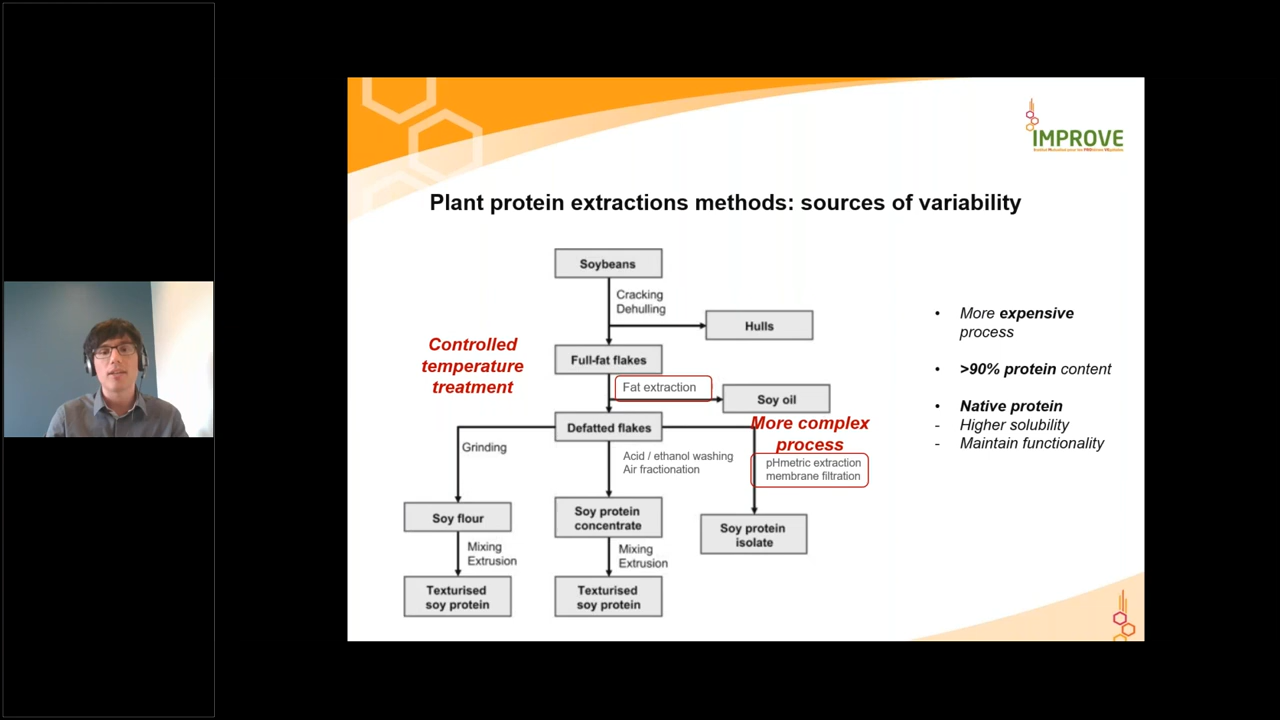 IMPROVE
Plant protein extractions methods: sources of variability
Soybeans
Cracking
Dehulling
Hulls
Controlled
temperature
treatment
Full-fat flakes
Fat extraction
Soy oil
Defatted flakes
More complex
process
Grinding
Acid / ethanol washing
Air fractionation
pHmetric extraction
membrane filtration
Soy flour
Soy protein
concentrate
Soy protein
isolate
Mixing
Extrusion
Mixing
Extrusion
Texturised
soy protein
Texturised
soy protein
• More expensive
process
• >90% protein content
• Native protein
- Higher solubility
- Maintain functionality